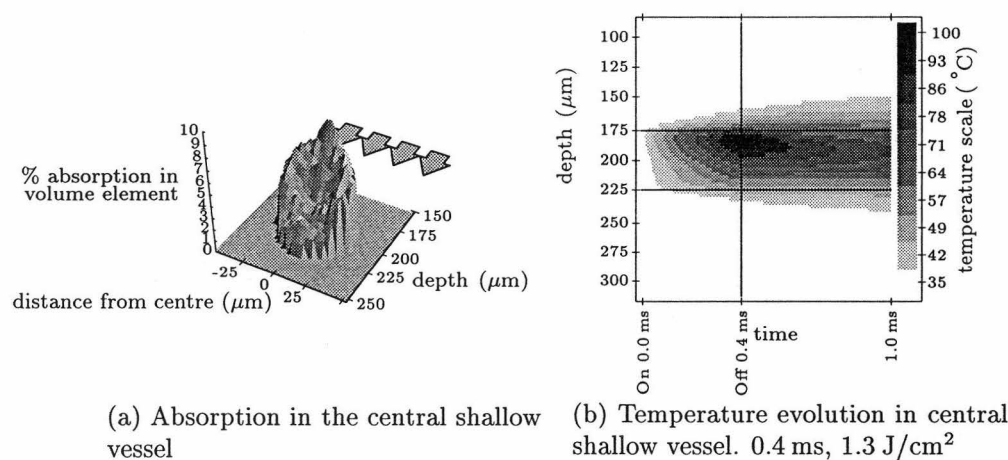 10
9
8
7
6
5
4
3
2
1
0
% absorption in
volume element
-25
0
25
distance from centre (μm)
150
175
200
225
250
depth (μm)
100
125
150
175
200
225
250
275
300
depth (μm)
On 0.0 ms
Off 0.4 ms
1.0 ms
time
100
93
86
78
71
64
57
50
42
35
temperature scale (°C)
(a) Absorption in the central shallow
vessel
(b) Temperature evolution in central
shallow vessel. 0.4 ms, 1.3 J/cm²